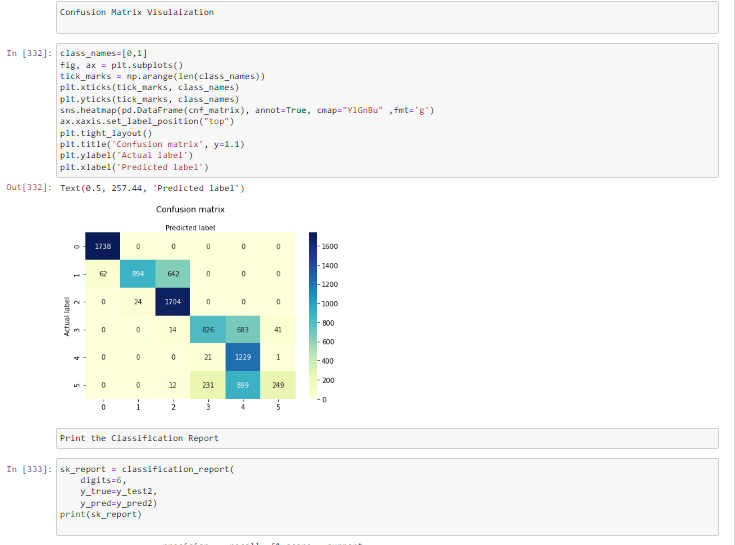 Confusion Matrix Visulaization
In [332]:
class_names=[0,1]
fig, ax = plt.subplots()
tick_marks = np.arange(len(class_names))
plt.xticks(tick_marks, class_names)
plt.yticks(tick_marks, class_names)
sns.heatmap(pd.DataFrame(cnf_matrix), annot=True, cmap="YlGnBu" ,fmt='g')
ax.xaxis.set_label_position("top")
plt.tight_layout()
plt.title('Confusion matrix', y=1.1)
plt.ylabel('Actual label')
plt.xlabel('Predicted label')
Out[332]: Text(0.5, 257.44, 'Predicted label')
Confusion matrix
Predicted label
Actual label
0 1738 0 0 0 0 0
1 62 894 642 0 0 0
2 0 24 1704 0 0 0
3 0 0 14 826 683 41
4 0 0 0 21 1229 1
5 0 0 12 231 899 249
0 1 2 3 4 5
1600
1400
1200
1000
800
600
400
200
0
Print the Classification Report
In [333]:
sk_report = classification_report(
digits=6,
y_true=y_test2,
y_pred=y_pred2)
print(sk_report)